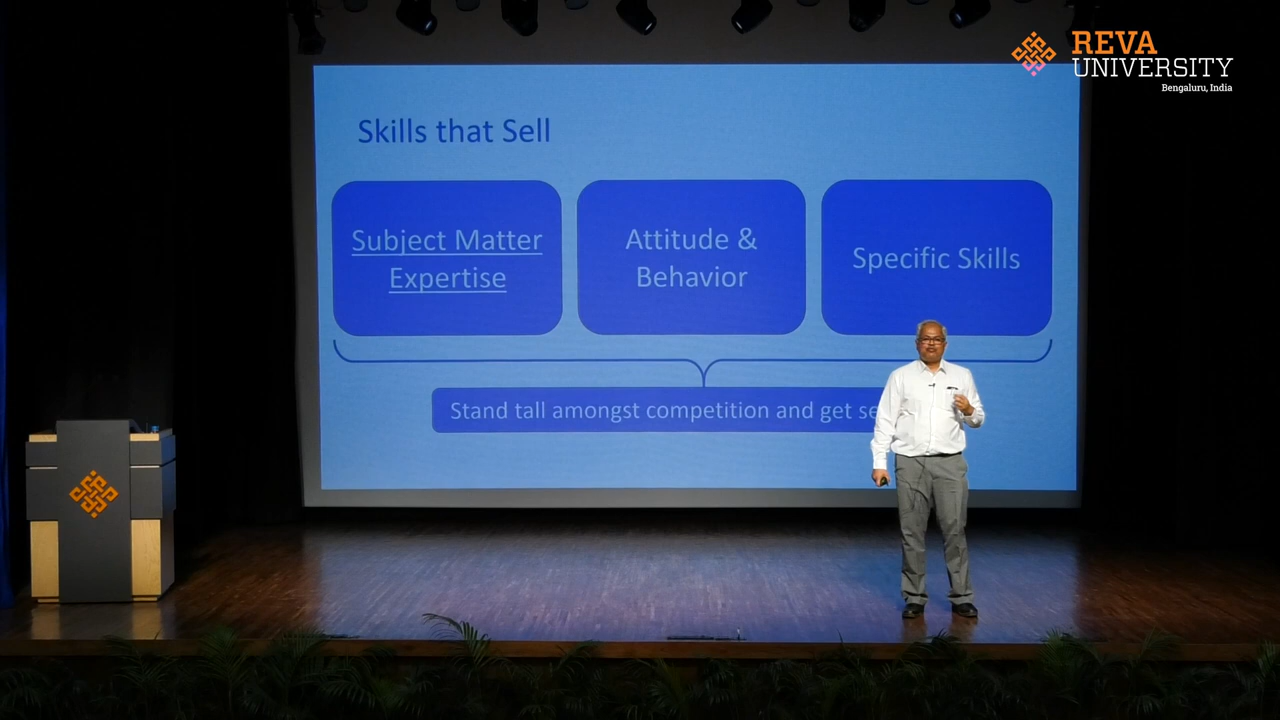 REVA
UNIVERSITY
Bengaluru, India
Skills that Sell
Subject Matter
Expertise
Attitude &
Behavior
Specific Skills
Stand tall amongst competition and get